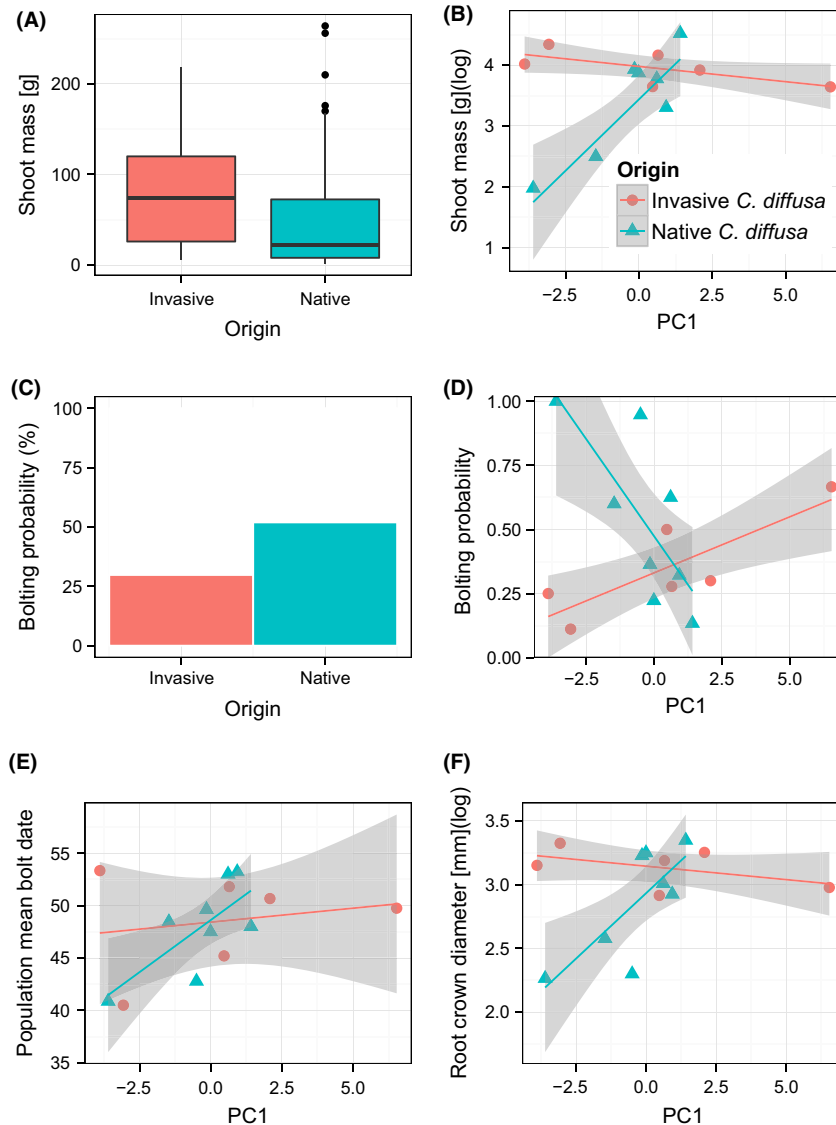 (A)
Shoot mass [g]
200
100
0
Invasive Native
Origin
(B)
Shoot mass [g](log)
4
3
2
1
Origin
Invasive C. diffusa
Native C. diffusa
−2.5 0.0 2.5 5.0
PC1
(C)
Bolting probability (%)
100
75
50
25
0
Invasive Native
Origin
(D)
Bolting probability
1.00
0.75
0.50
0.25
0.00
−2.5 0.0 2.5 5.0
PC1
(E)
Population mean bolt date
55
50
45
40
35
−2.5 0.0 2.5 5.0
PC1
(F)
Root crown diameter [mm](log)
3.5
3.0
2.5
2.0
−2.5 0.0 2.5 5.0
PC1